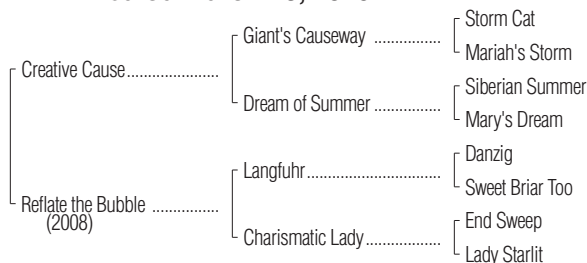 Giant's Causeway ................
Storm Cat
Mariah's Storm
Creative Cause......................
Dream of Summer ................
Siberian Summer
Mary's Dream
Langfuhr.............................
Danzig
Sweet Briar Too
Reflate the Bubble ................
(2008)
Charismatic Lady..................
End Sweep
Lady Starlit